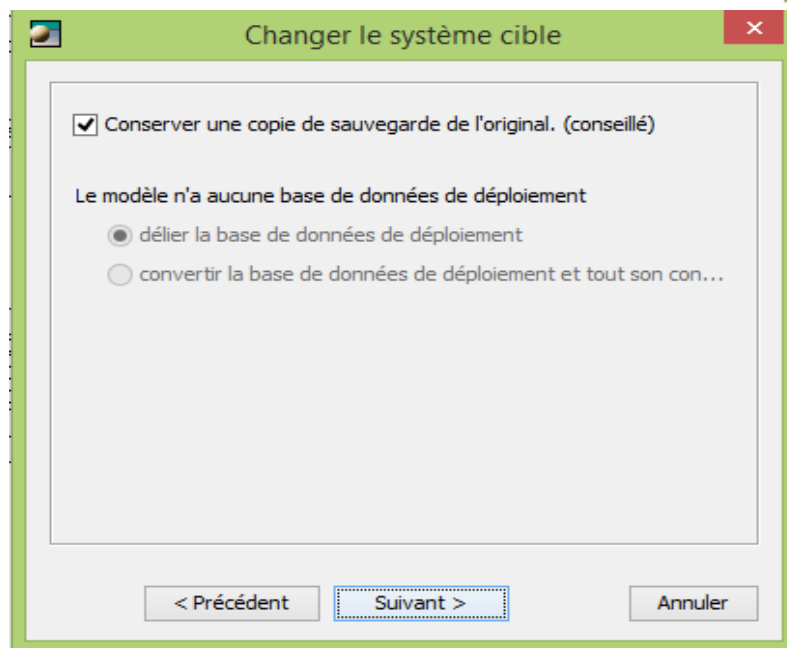 Changer le système cible
Conserver une copie de sauvegarde de l'original. (conseillé)
Le modèle n'a aucune base de données de déploiement
délier la base de données de déploiement
convertir la base de données de déploiement et tout son con...
< Précédent
Suivant >
Annuler